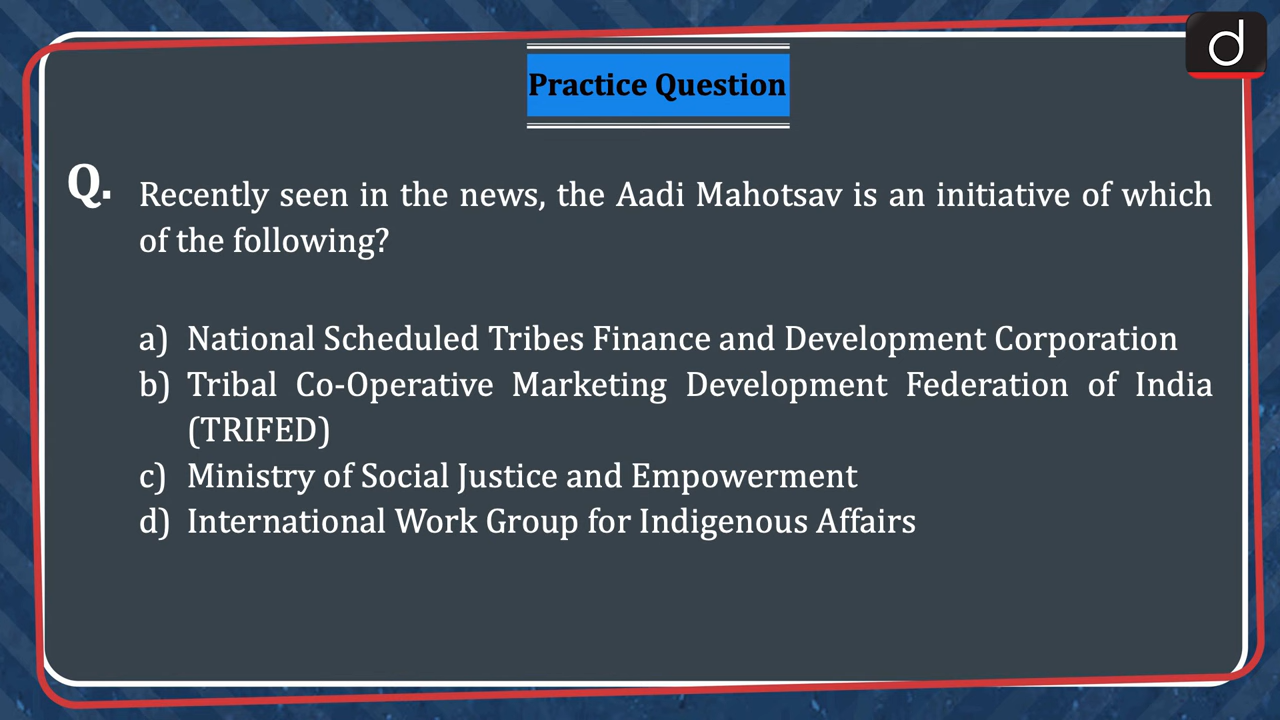 d
Practice Question
Q. Recently seen in the news, the Aadi Mahotsav is an initiative of which
of the following?
a) National Scheduled Tribes Finance and Development Corporation
b) Tribal Co-Operative Marketing Development Federation of India
(TRIFED)
c) Ministry of Social Justice and Empowerment
d) International Work Group for Indigenous Affairs